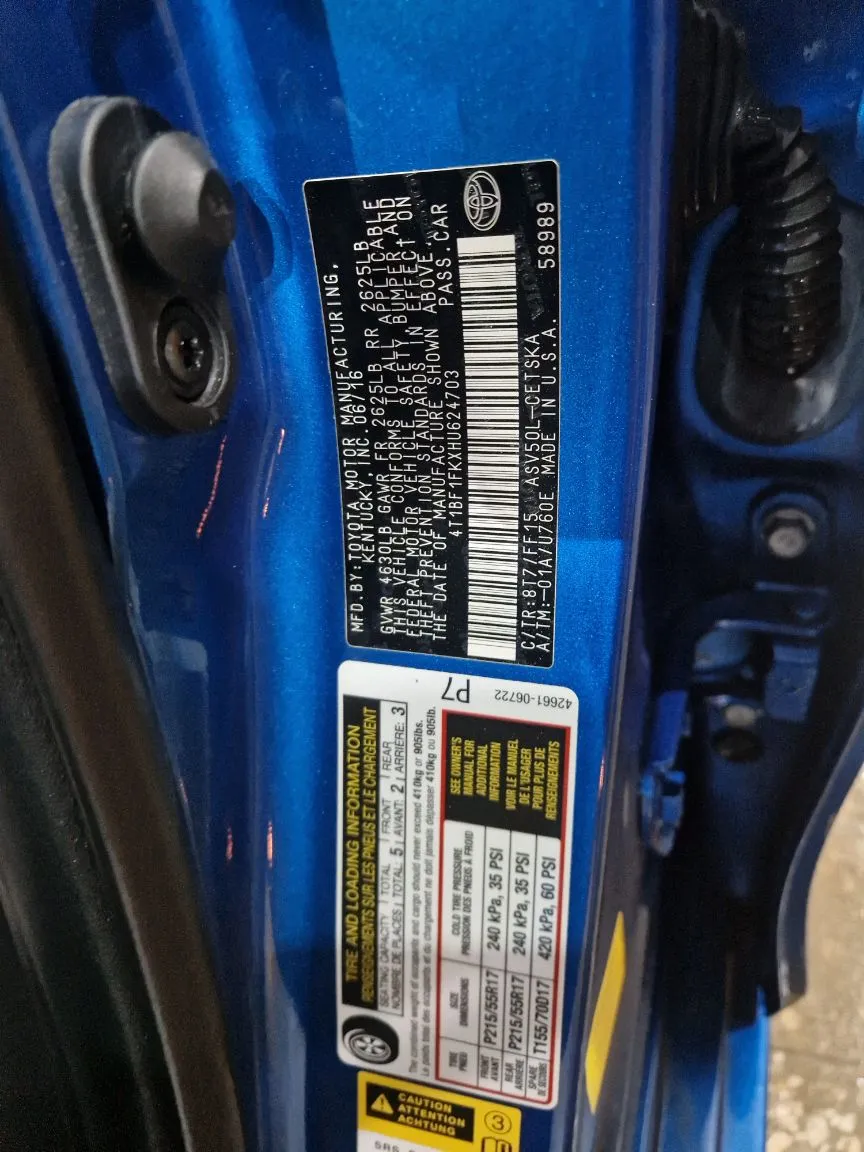 MFD. BY: TOYOTA MOTOR MANUFACTURING,
KENTUCKY, INC. 06/16
GVWR 4630LB GAWR FR 2625LB RR 2625LB
THIS VEHICLE CONFORMS TO ALL APPLICABLE
FEDERAL MOTOR VEHICLE SAFETY, BUMPER, AND
THEFT PREVENTION STANDARDS IN EFFECT ON
THE DATE OF MANUFACTURE SHOWN ABOVE.
4T1BF1FKXHU624703 PASS. CAR
C/TR:8T7/FF15 ASV50L-CETSKA
A/TM:-01A/U760E MADE IN U.S.A. 58989
P7
42661-06722
TIRE AND LOADING INFORMATION
RENSEIGNEMENTS SUR LES PNEUS ET LE CHARGEMENT
SEATING CAPACITY TOTAL FRONT REAR
NOMBRE DE PLACES TOTAL: 5 AVANT: 2 ARRIÈRE: 3
The combined weight of occupants and cargo should never exceed 410kg or 905lbs.
Le poids total des occupants et du chargement ne doit jamais dépasser 410kg ou 905lb.
TIRE
PNEU
SIZE
DIMENSIONS
COLD TIRE PRESSURE
PRESSION DES PNEUS À FROID
FRONT
AVANT
P215/55R17
240 kPa, 35 PSI
REAR
ARRIÈRE
P215/55R17
240 kPa, 35 PSI
SPARE
DE SECOURS
T155/70D17
420 kPa, 60 PSI
SEE OWNER'S
MANUAL FOR
ADDITIONAL
INFORMATION
VOIR LE MANUEL
DE L'USAGER
POUR PLUS DE
RENSEIGNEMENTS
CAUTION
ATTENTION
ACHTUNG
3
SRS